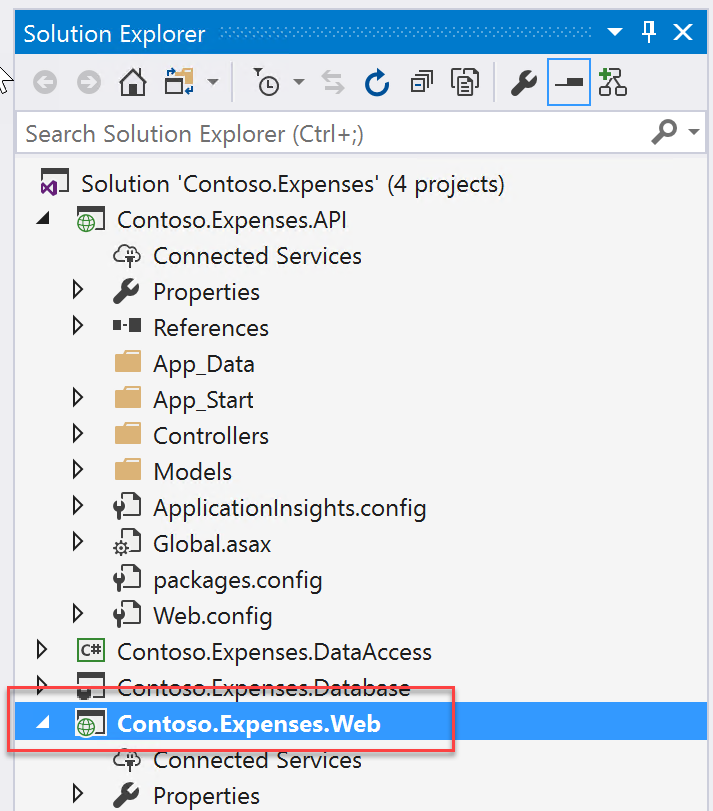 Solution Explorer
Search Solution Explorer (Ctrl+;)
Solution 'Contoso.Expenses' (4 projects)
Contoso.Expenses.API
Connected Services
Properties
References
App_Data
App_Start
Controllers
Models
ApplicationInsights.config
Global.asax
packages.config
Web.config
C# Contoso.Expenses.DataAccess
Contoso.Expenses.Database
Contoso.Expenses.Web
Connected Services
Properties